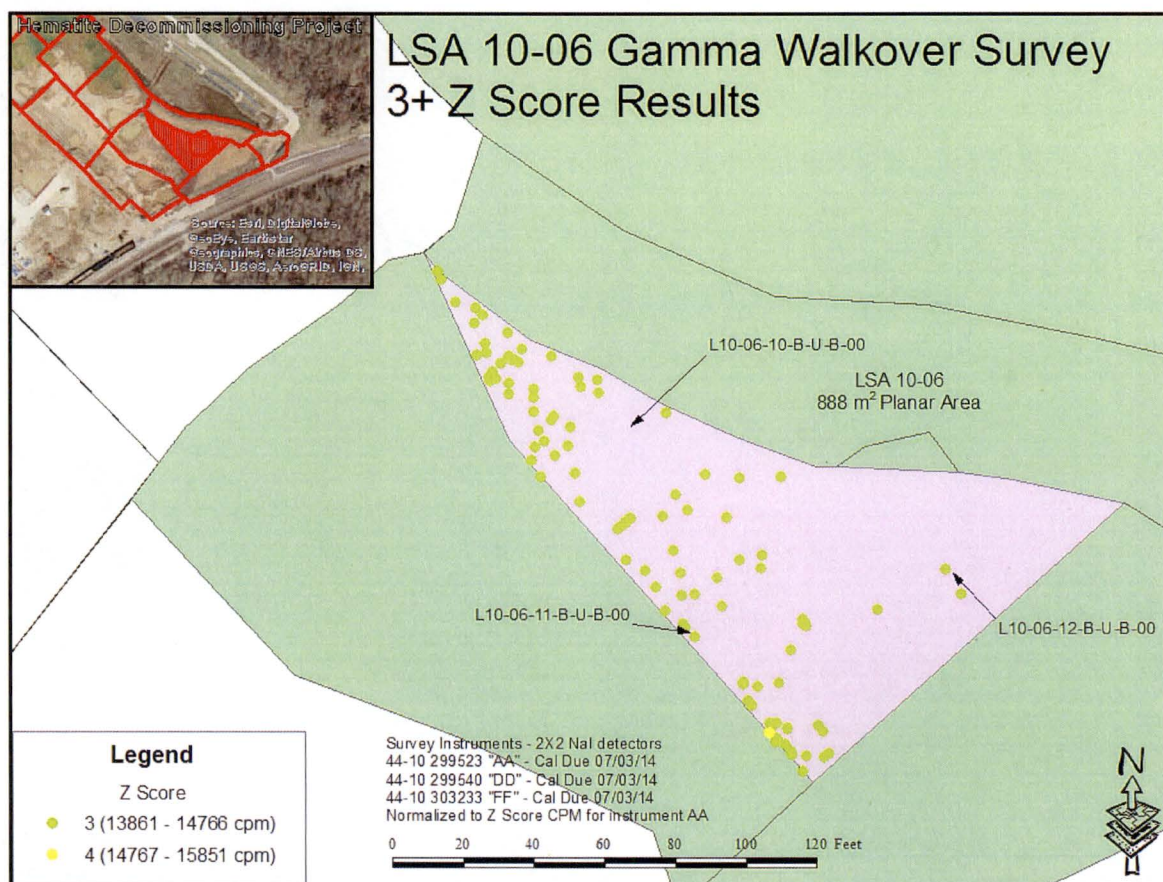 Hematite Decommissioning Project
Source: Esri, DigitalGlobe,
GeoEye, Earthstar
Geographics, CNES/Airbus DS,
USDA, USGS, AeroGRID, IGN,
LSA 10-06 Gamma Walkover Survey
3+ Z Score Results
L10-06-10-B-U-B-00
LSA 10-06
888 m² Planar Area
L10-06-11-B-U-B-00
L10-06-12-B-U-B-00
Legend
Z Score
3 (13861 - 14766 cpm)
4 (14767 - 15851 cpm)
Survey Instruments - 2X2 NaI detectors
44-10 299523 "AA" - Cal Due 07/03/14
44-10 299540 "DD" - Cal Due 07/03/14
44-10 303233 "FF" - Cal Due 07/03/14
Normalized to Z Score CPM for instrument AA
0 20 40 60 80 100 120 Feet
N